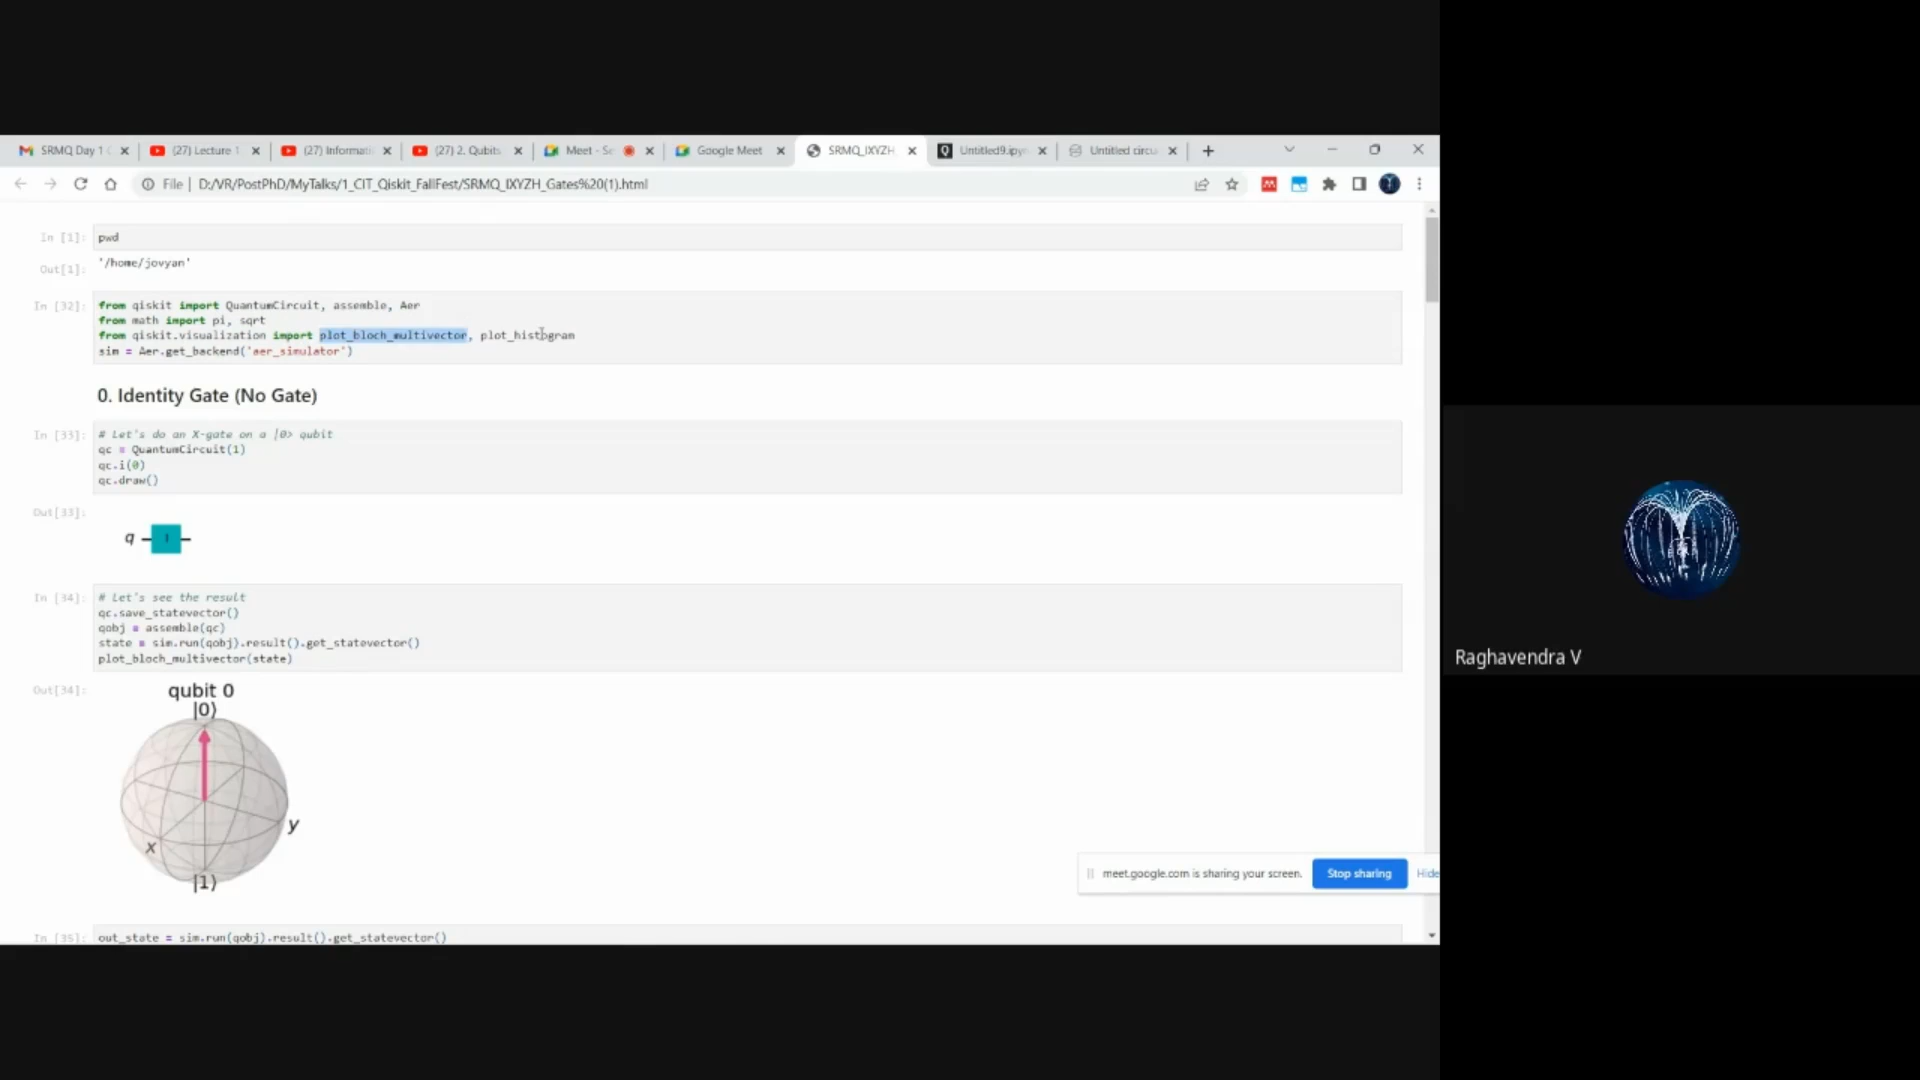 SRMQ Day 1
(27) Lecture 1
(27) Informati
(27) 2. Qubits
Meet - Se
Google Meet
SRMQ_IXYZH
Untitled9.ipy
Untitled circu
File | D:/VR/PostPhD/MyTalks/1_CIT_Qiskit_FallFest/SRMQ_IXYZH_Gates%20(1).html
In [1]: pwd
Out[1]: '/home/jovyan'
In [32]: from qiskit import QuantumCircuit, assemble, Aer
from math import pi, sqrt
from qiskit.visualization import plot_bloch_multivector, plot_histogram
sim = Aer.get_backend('aer_simulator')
0. Identity Gate (No Gate)
In [33]: # Let's do an X-gate on a |0> qubit
qc = QuantumCircuit(1)
qc.i(0)
qc.draw()
Out[33]:
q I
In [34]: # Let's see the result
qc.save_statevector()
qobj = assemble(qc)
state = sim.run(qobj).result().get_statevector()
plot_bloch_multivector(state)
Out[34]:
qubit 0
|0⟩
y
x
|1⟩
meet.google.com is sharing your screen. Stop sharing Hide
In [35]: out_state = sim.run(qobj).result().get_statevector()
Raghavendra V